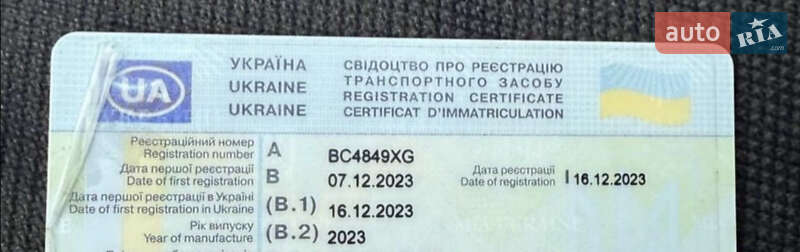 auto RIA.com
УКРАЇНА СВІДОЦТВО ПРО РЕЄСТРАЦІЮ
UKRAINE ТРАНСПОРТНОГО ЗАСОБУ
UA
UKRAINE REGISTRATION CERTIFICATE
CERTIFICAT D'IMMATRICULATION
Реєстраційний номер
Registration number A BC4849XG
Дата першої реєстрації
Date of first registration B 07.12.2023
Дата реєстрації
Date of registration I 16.12.2023
Дата першої реєстрації в Україні
Date of first registration in Ukraine (B.1) 16.12.2023
Рік випуску
Year of manufacture (B.2) 2023